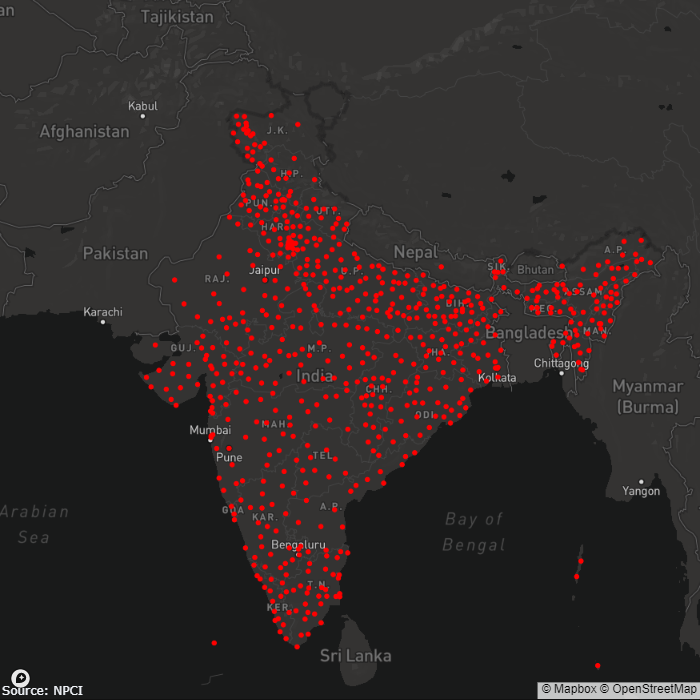 an
Tajikistan
Kabul
Afghanistan
J.K.
H.P.
PUN.
UTT.
HAR.
Pakistan
Nepal
SIK.
Bhutan
A.P.
Jaipur
U.P.
RAJ.
ASSAM
BIH.
MEG.
Karachi
Bangladesh
MAN.
GUJ.
M.P.
JHA.
Chittagong
India
Kolkata
CHH.
Myanmar
(Burma)
ODI.
MAH.
Mumbai
Pune
TEL.
Yangon
Arabian
Sea
GOA
KAR.
A.P.
Bay of
Bengal
Bengaluru
T.N.
KER.
Sri Lanka
Source: NPCI
© Mapbox © OpenStreetMap